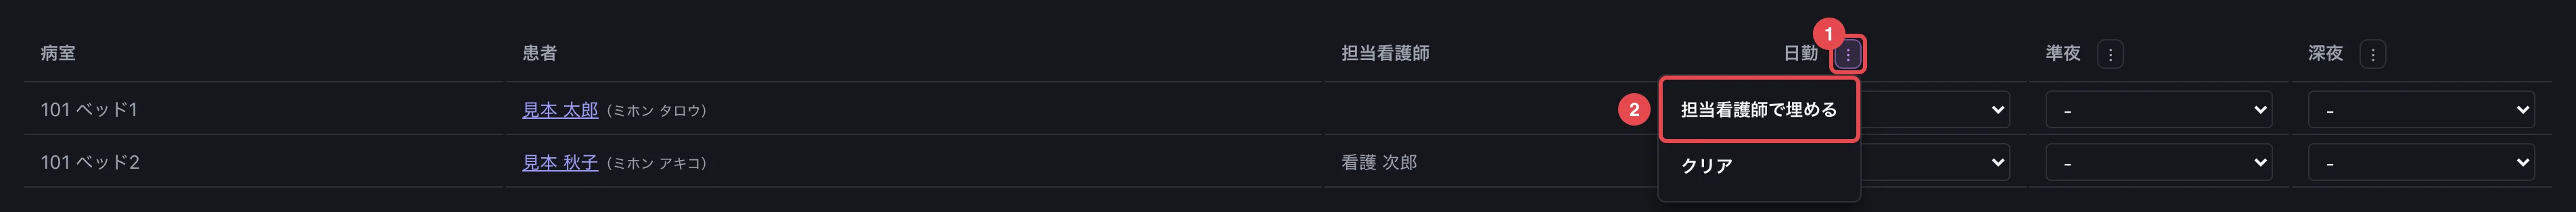 病室 患者 担当看護師 日勤 1 ⋮ 準夜 ⋮ 深夜 ⋮
101 ベッド1 見本 太郎 (ミホン タロウ) 2 担当看護師で埋める - -
101 ベッド2 見本 秋子 (ミホン アキコ) 看護 次郎 クリア - -